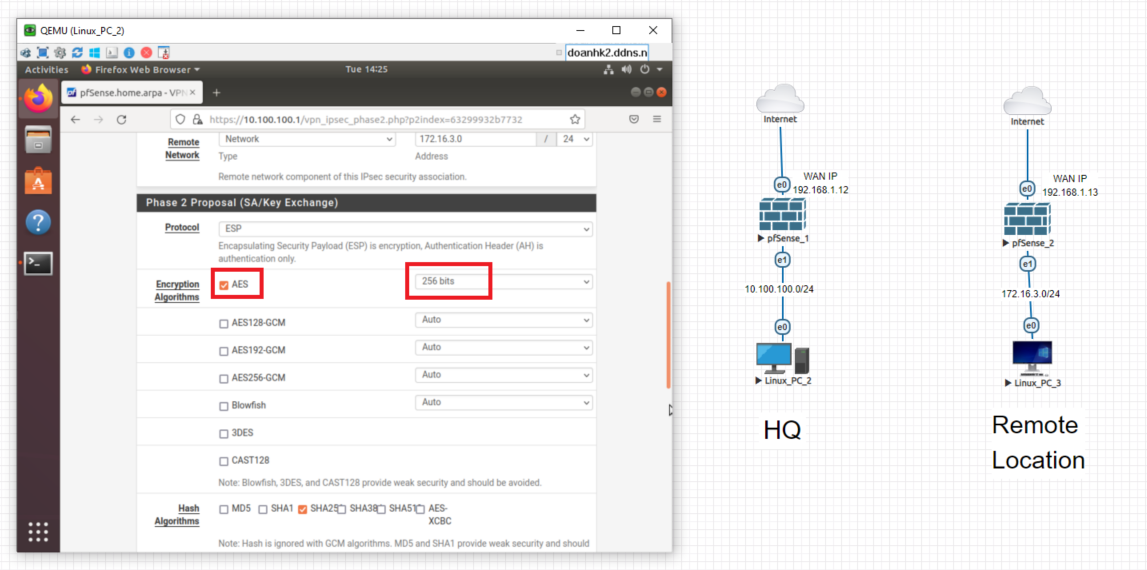 QEMU (Linux_PC_2)
doanhk2.ddns.n
Activities Firefox Web Browser Tue 14:25
pfSense.home.arpa - VPN
https://10.100.100.1/vpn_ipsec_phase2.php?p2index=63299932b7732
Remote Network Network 172.16.3.0 / 24
Type Address
Remote network component of this IPsec security association.
Phase 2 Proposal (SA/Key Exchange)
Protocol ESP
Encapsulating Security Payload (ESP) is encryption, Authentication Header (AH) is
authentication only.
Encryption Algorithms AES 256 bits
AES128-GCM Auto
AES192-GCM Auto
AES256-GCM Auto
Blowfish Auto
3DES
CAST128
Note: Blowfish, 3DES, and CAST128 provide weak security and should be avoided.
Hash Algorithms MD5 SHA1 SHA25 SHA38 SHA51 AES-
XCBC
Note: Hash is ignored with GCM algorithms. MD5 and SHA1 provide weak security and should
Internet
WAN IP
e0 192.168.1.12
pfSense_1
e1
10.100.100.0/24
e0
Linux_PC_2
HQ
Internet
WAN IP
e0 192.168.1.13
pfSense_2
e1
172.16.3.0/24
e0
Linux_PC_3
Remote
Location